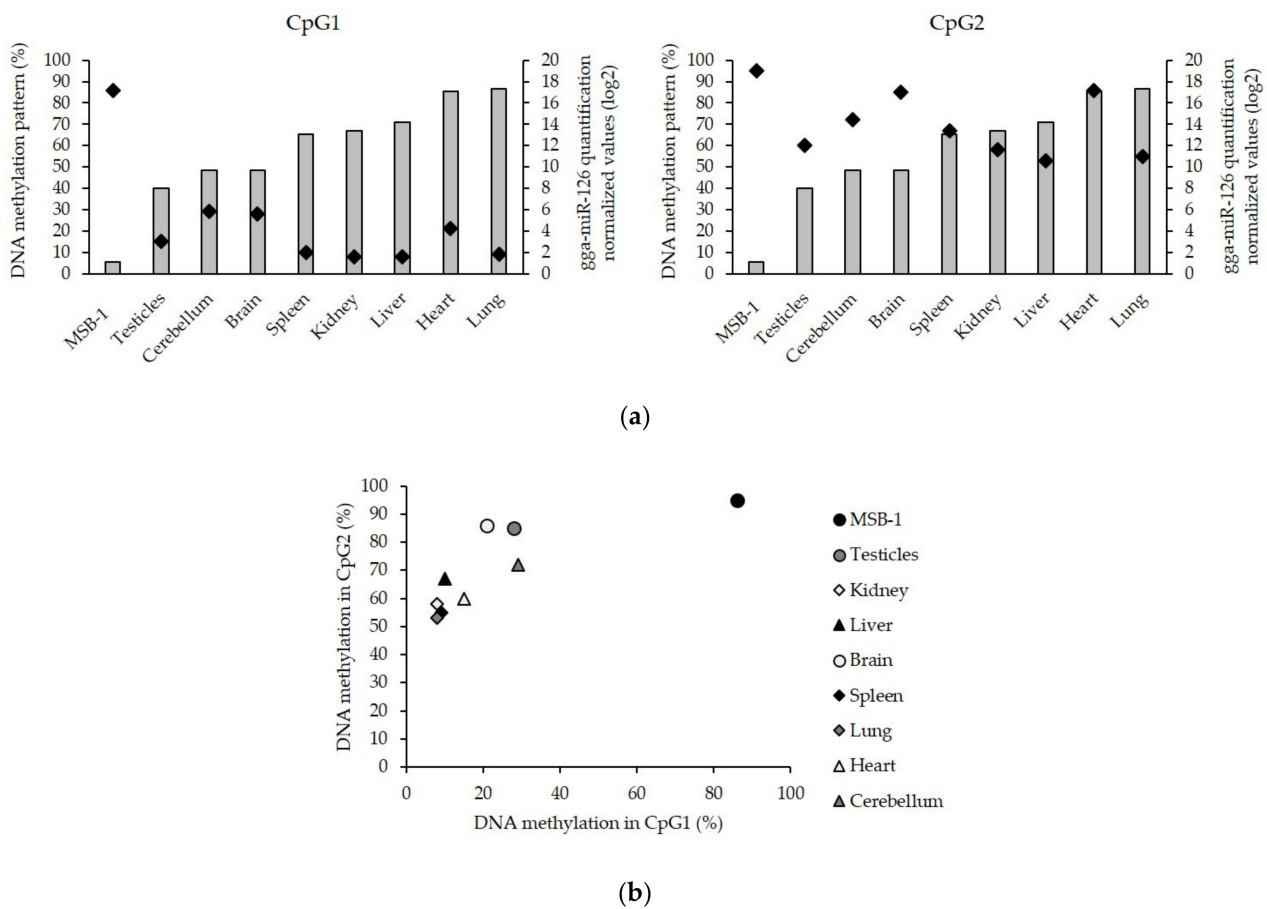 CpG1
DNA methylation pattern (%)
100
90
80
70
60
50
40
30
20
10
0
20
18
16
14
12
10
8
6
4
2
0
gga-miR-126 quantification
normalized values (log2)
MSB-1
Testicles
Cerebellum
Brain
Spleen
Kidney
Liver
Heart
Lung
CpG2
DNA methylation pattern (%)
100
90
80
70
60
50
40
30
20
10
0
20
18
16
14
12
10
8
6
4
2
0
gga-miR-126 quantification
normalized values (log2)
MSB-1
Testicles
Cerebellum
Brain
Spleen
Kidney
Liver
Heart
Lung
(a)
DNA methylation in CpG2 (%)
100
90
80
70
60
50
40
30
20
10
0
0 20 40 60 80 100
DNA methylation in CpG1 (%)
MSB-1
Testicles
Kidney
Liver
Brain
Spleen
Lung
Heart
Cerebellum
(b)